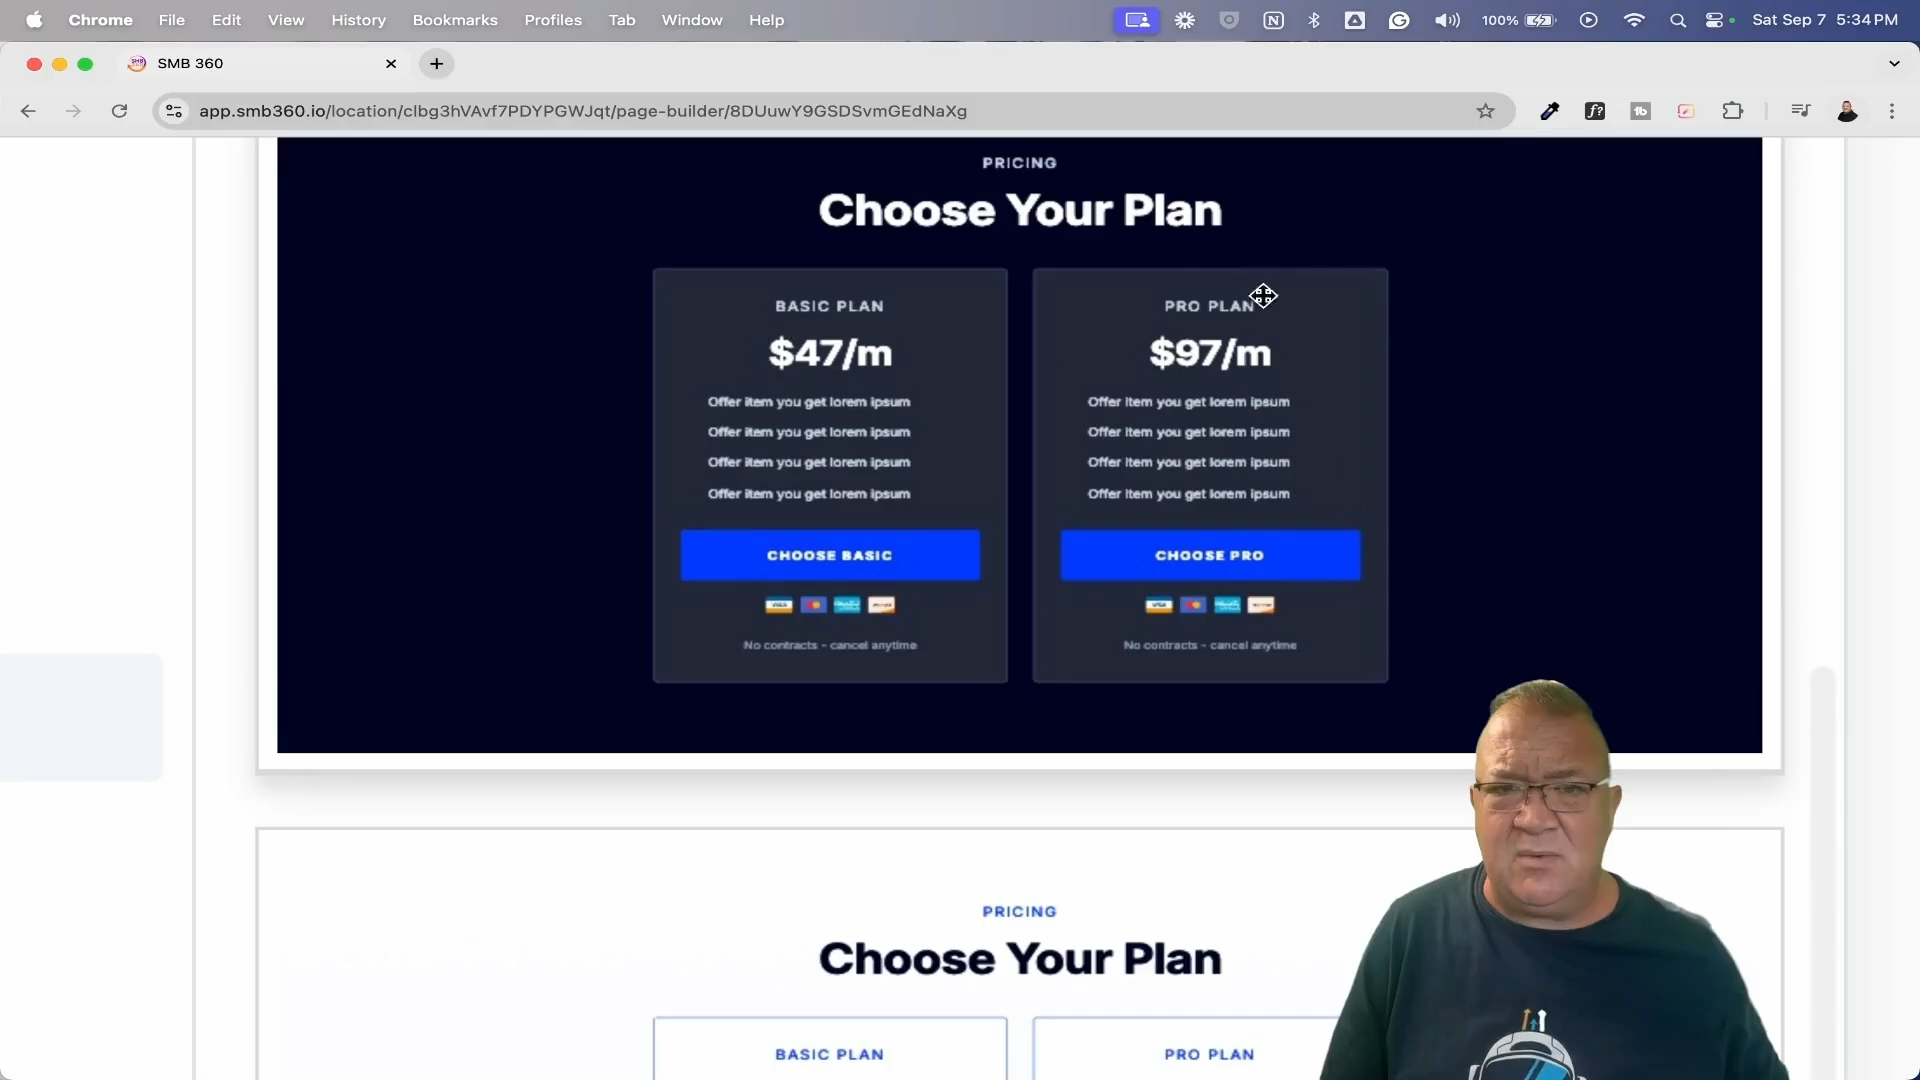 Chrome File Edit View History Bookmarks Profiles Tab Window Help 100% Sat Sep 7 5:34 PM
SMB 360
app.smb360.io/location/clbg3hVAvf7PDYPGWJqt/page-builder/8DUuwY9GSDSvmGEdNaXg
PRICING
Choose Your Plan
BASIC PLAN
$47/m
Offer item you get lorem ipsum
Offer item you get lorem ipsum
Offer item you get lorem ipsum
Offer item you get lorem ipsum
CHOOSE BASIC
VISA
No contracts - cancel anytime
PRO PLAN
$97/m
Offer item you get lorem ipsum
Offer item you get lorem ipsum
Offer item you get lorem ipsum
Offer item you get lorem ipsum
CHOOSE PRO
VISA
No contracts - cancel anytime
PRICING
Choose Your Plan
BASIC PLAN
PRO PLAN